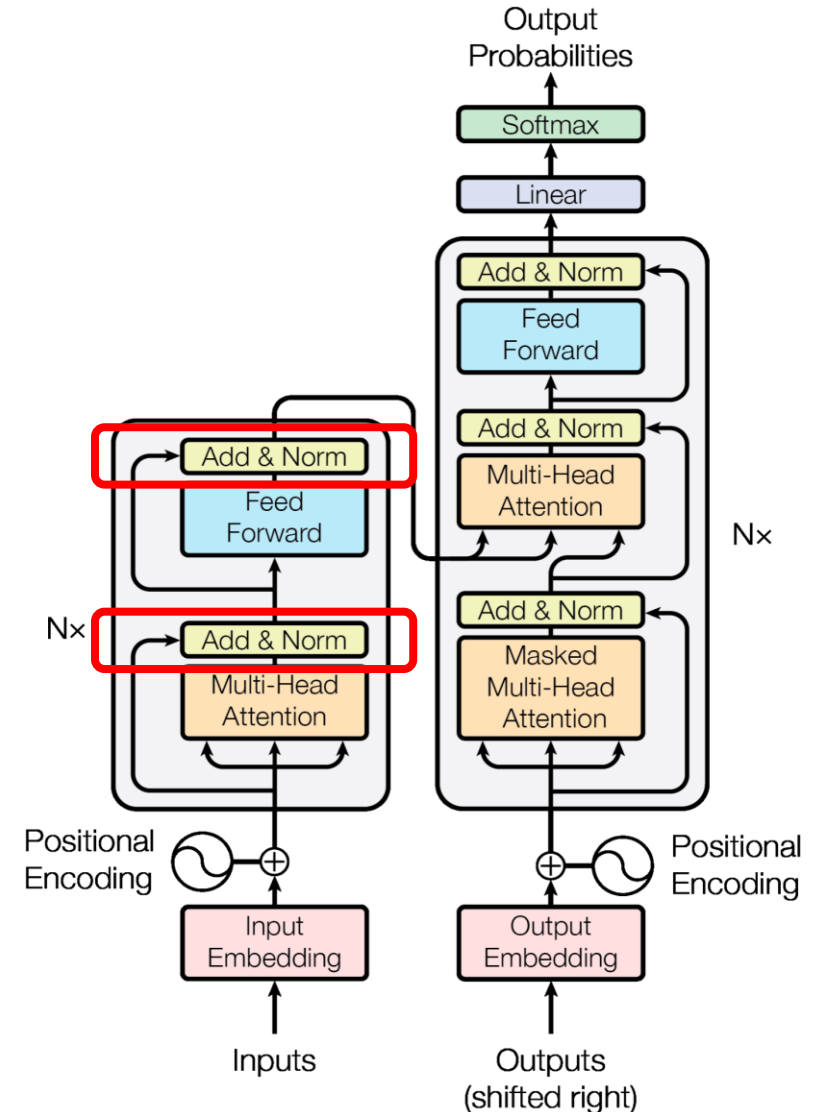 Output
Probabilities
Softmax
Linear
Add & Norm
Feed
Forward
Add & Norm
Multi-Head
Attention
Add & Norm
Masked
Multi-Head
Attention
N×
Add & Norm
Feed
Forward
N×
Add & Norm
Multi-Head
Attention
Positional
Encoding
Positional
Encoding
Input
Embedding
Output
Embedding
Inputs
Outputs
(shifted right)